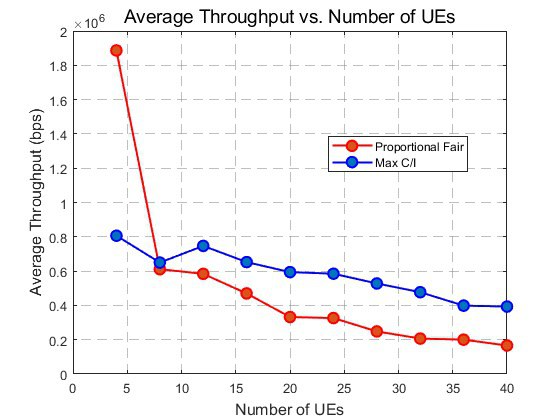 Average Throughput vs. Number of UEs
×10⁶
2
1.8
1.6
1.4
1.2
1
0.8
0.6
0.4
0.2
0
Average Throughput (bps)
Proportional Fair
Max C/I
0 5 10 15 20 25 30 35 40
Number of UEs